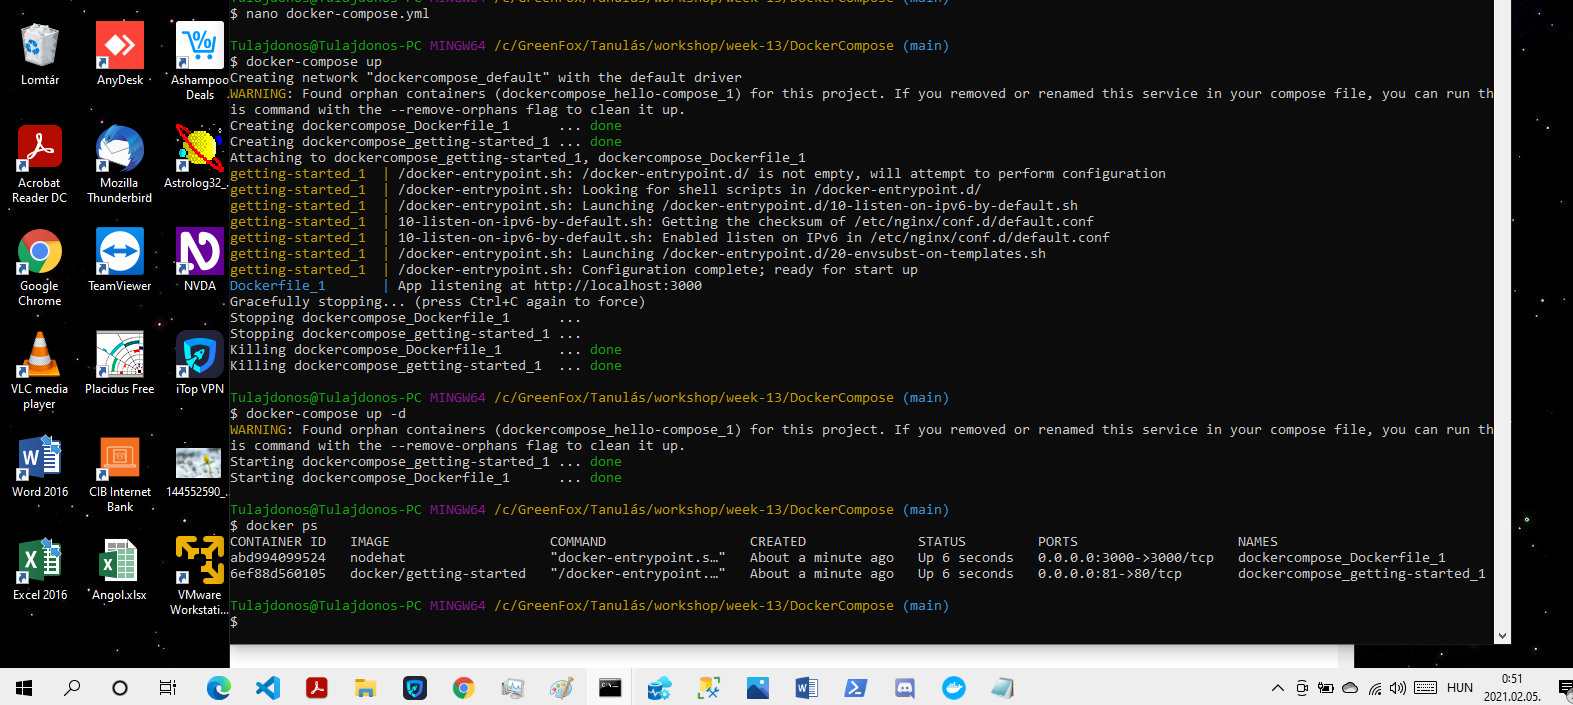 Tulajdonos@Tulajdonos-PC MINGW64 /c/GreenFox/Tanulás/workshop/week-13/DockerCompose (main)
$ nano docker-compose.yml
Tulajdonos@Tulajdonos-PC MINGW64 /c/GreenFox/Tanulás/workshop/week-13/DockerCompose (main)
$ docker-compose up
Creating network "dockercompose_default" with the default driver
WARNING: Found orphan containers (dockercompose_hello-compose_1) for this project. If you removed or renamed this service in your compose file, you can run th
is command with the --remove-orphans flag to clean it up.
Creating dockercompose_Dockerfile_1      ... done
Creating dockercompose_getting-started_1 ... done
Attaching to dockercompose_getting-started_1, dockercompose_Dockerfile_1
getting-started_1  | /docker-entrypoint.sh: /docker-entrypoint.d/ is not empty, will attempt to perform configuration
getting-started_1  | /docker-entrypoint.sh: Looking for shell scripts in /docker-entrypoint.d/
getting-started_1  | /docker-entrypoint.sh: Launching /docker-entrypoint.d/10-listen-on-ipv6-by-default.sh
getting-started_1  | 10-listen-on-ipv6-by-default.sh: Getting the checksum of /etc/nginx/conf.d/default.conf
getting-started_1  | 10-listen-on-ipv6-by-default.sh: Enabled listen on IPv6 in /etc/nginx/conf.d/default.conf
getting-started_1  | /docker-entrypoint.sh: Launching /docker-entrypoint.d/20-envsubst-on-templates.sh
getting-started_1  | /docker-entrypoint.sh: Configuration complete; ready for start up
Dockerfile_1       | App listening at http://localhost:3000
Gracefully stopping... (press Ctrl+C again to force)
Stopping dockercompose_Dockerfile_1      ...
Stopping dockercompose_getting-started_1 ...
Killing dockercompose_Dockerfile_1       ... done
Killing dockercompose_getting-started_1  ... done
Tulajdonos@Tulajdonos-PC MINGW64 /c/GreenFox/Tanulás/workshop/week-13/DockerCompose (main)
$ docker-compose up -d
WARNING: Found orphan containers (dockercompose_hello-compose_1) for this project. If you removed or renamed this service in your compose file, you can run th
is command with the --remove-orphans flag to clean it up.
Starting dockercompose_getting-started_1 ... done
Starting dockercompose_Dockerfile_1      ... done
Tulajdonos@Tulajdonos-PC MINGW64 /c/GreenFox/Tanulás/workshop/week-13/DockerCompose (main)
$ docker ps
CONTAINER ID   IMAGE                    COMMAND                  CREATED              STATUS         PORTS                    NAMES
abd994099524   nodehat                  "docker-entrypoint.s…"   About a minute ago   Up 6 seconds   0.0.0.0:3000->3000/tcp   dockercompose_Dockerfile_1
6ef88d560105   docker/getting-started   "/docker-entrypoint.…"   About a minute ago   Up 6 seconds   0.0.0.0:81->80/tcp       dockercompose_getting-started_1
Tulajdonos@Tulajdonos-PC MINGW64 /c/GreenFox/Tanulás/workshop/week-13/DockerCompose (main)
$
Lomtár
AnyDesk
Ashampoo
Deals
Acrobat
Reader DC
Mozilla
Thunderbird
Astrolog32_...
Google
Chrome
TeamViewer
NVDA
VLC media
player
Placidus Free
iTop VPN
Word 2016
CIB Internet
Bank
144552590_...
Excel 2016
Angol.xlsx
VMware
Workstati...
HUN
0:51
2021.02.05.